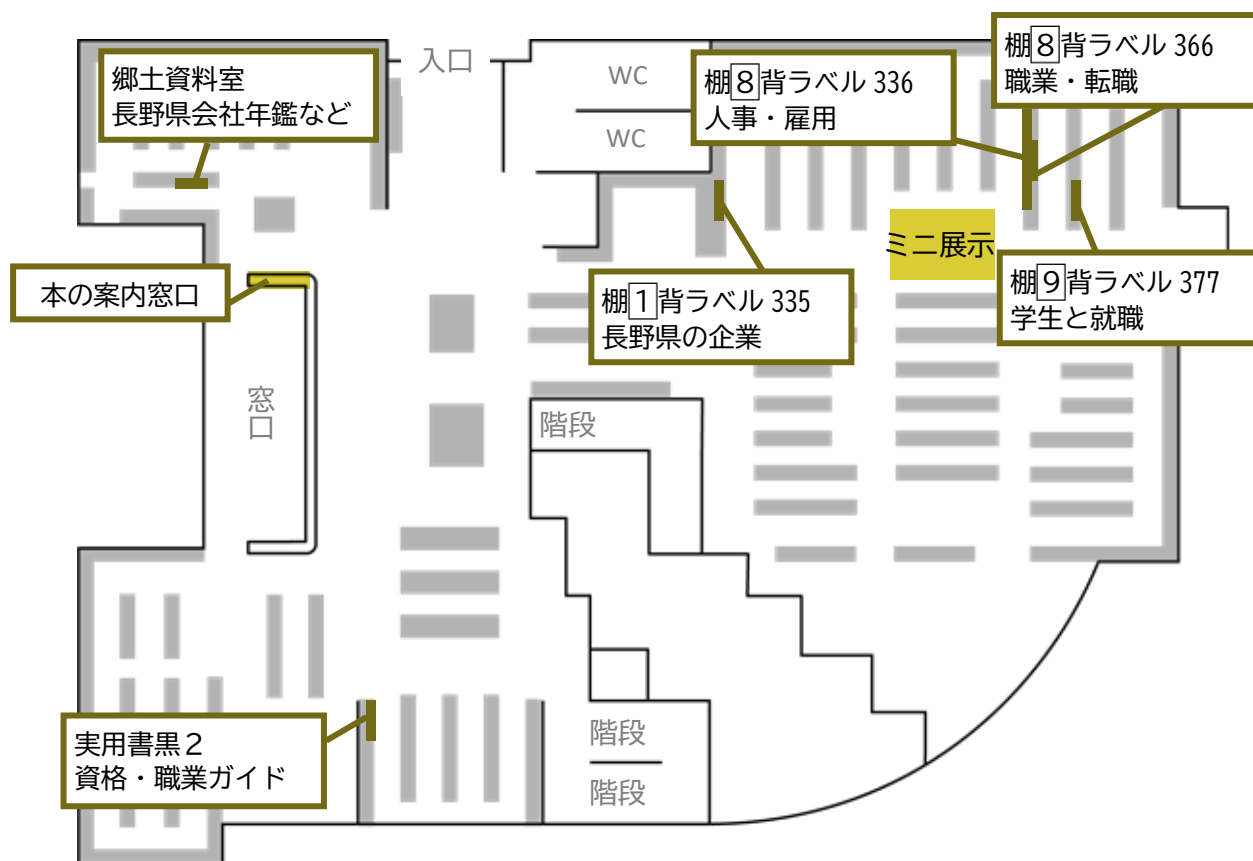 入口
郷土資料室
長野県会社年鑑など
WC
WC
棚8背ラベル 336
人事・雇用
棚8背ラベル 366
職業・転職
ミニ展示
本の案内窓口
棚1背ラベル 335
長野県の企業
棚9背ラベル 377
学生と就職
窓口
階段
実用書黒2
資格・職業ガイド
階段
階段